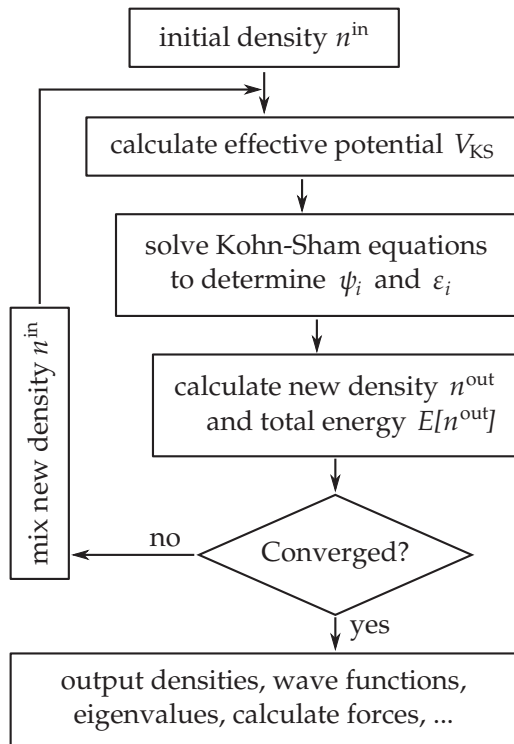 initial density n^in
calculate effective potential V_KS
solve Kohn-Sham equations
to determine ψ_i and ε_i
calculate new density n^out
and total energy E[n^out]
mix new density n^in
Converged?
no
yes
output densities, wave functions,
eigenvalues, calculate forces, ...